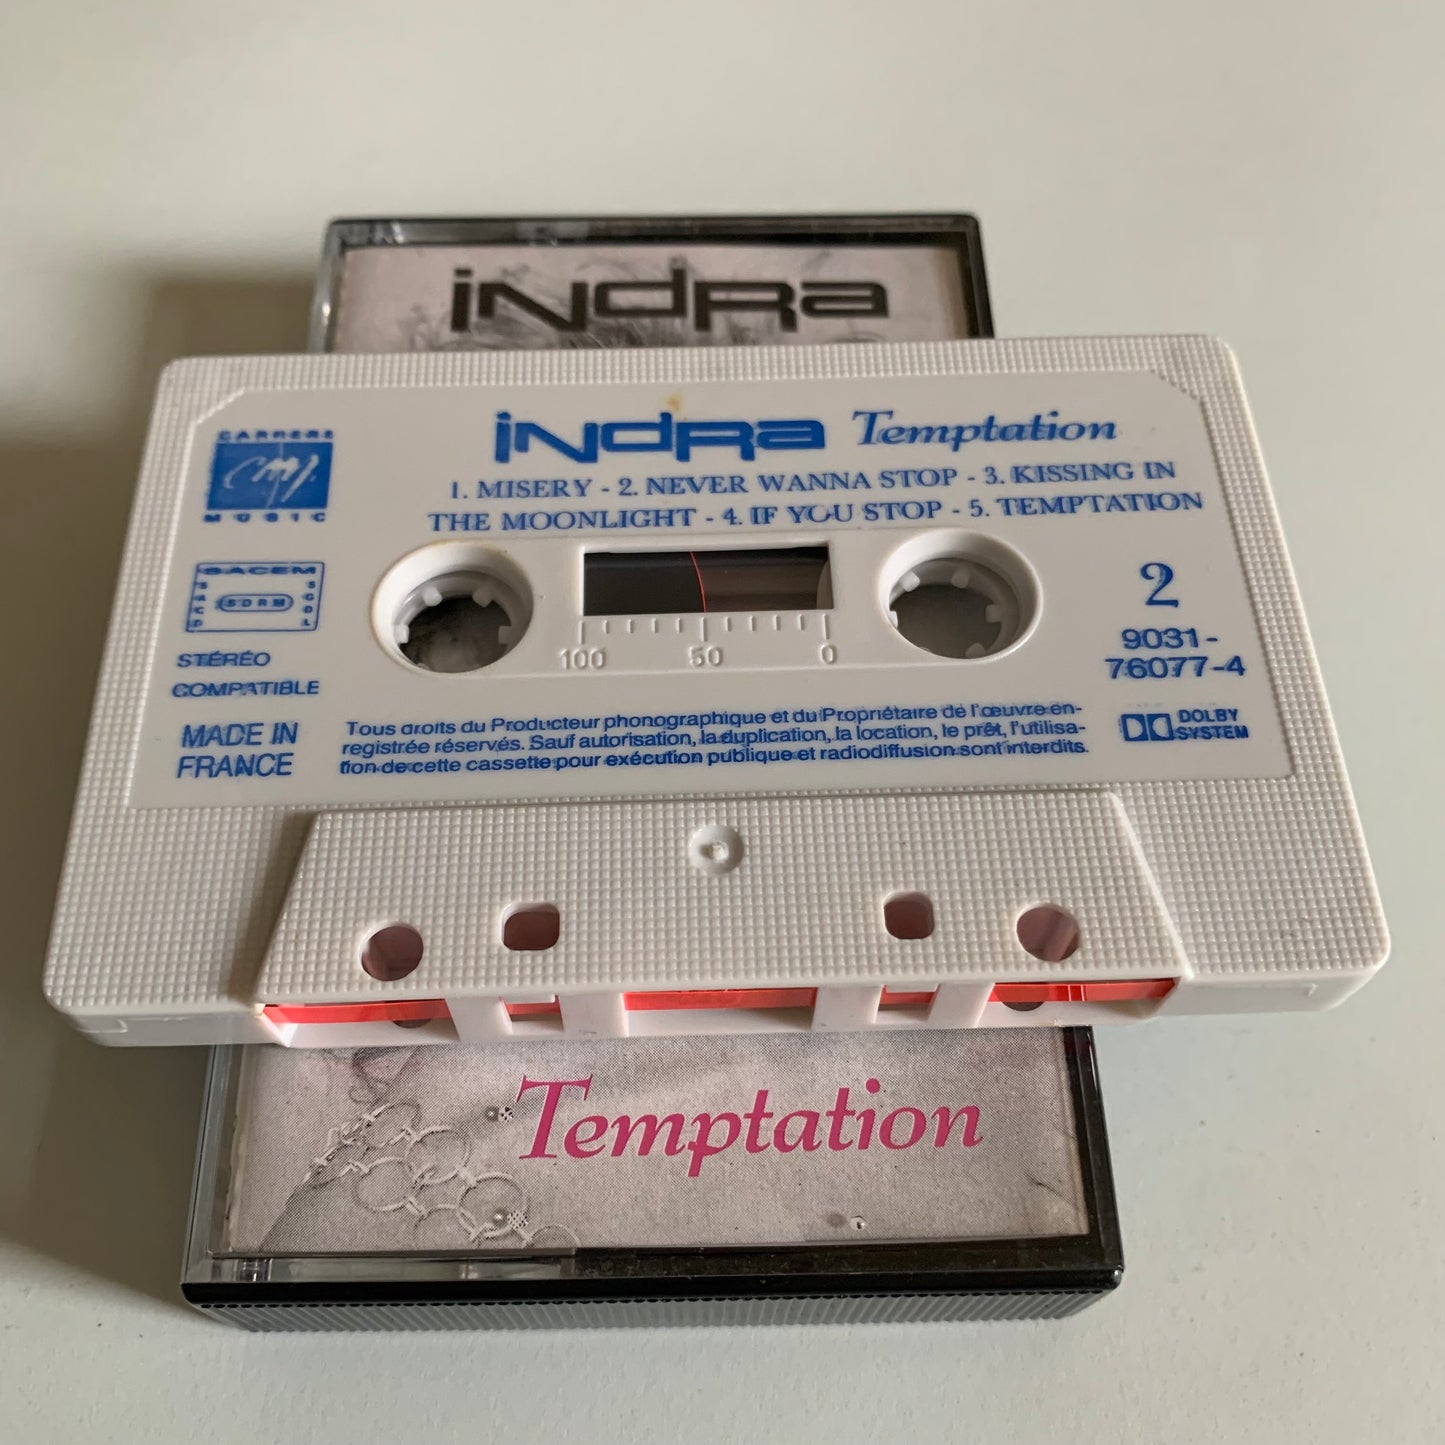 indRa
indRa Temptation
CARRERE
MUSIC
1. MISERY - 2. NEVER WANNA STOP - 3. KISSING IN
THE MOONLIGHT - 4. IF YOU STOP - 5. TEMPTATION
SACEM
SACD
SDRM
SGDL
STÉRÉO
COMPATIBLE
MADE IN
FRANCE
100 50 0
2
9031-
76077-4
Tous droits du Producteur phonographique et du Propriétaire de l'œuvre en-
registrée réservés. Sauf autorisation, la duplication, la location, le prêt, l'utilisa-
tion de cette cassette pour exécution publique et radiodiffusion sont interdits.
DOLBY
SYSTEM
Temptation